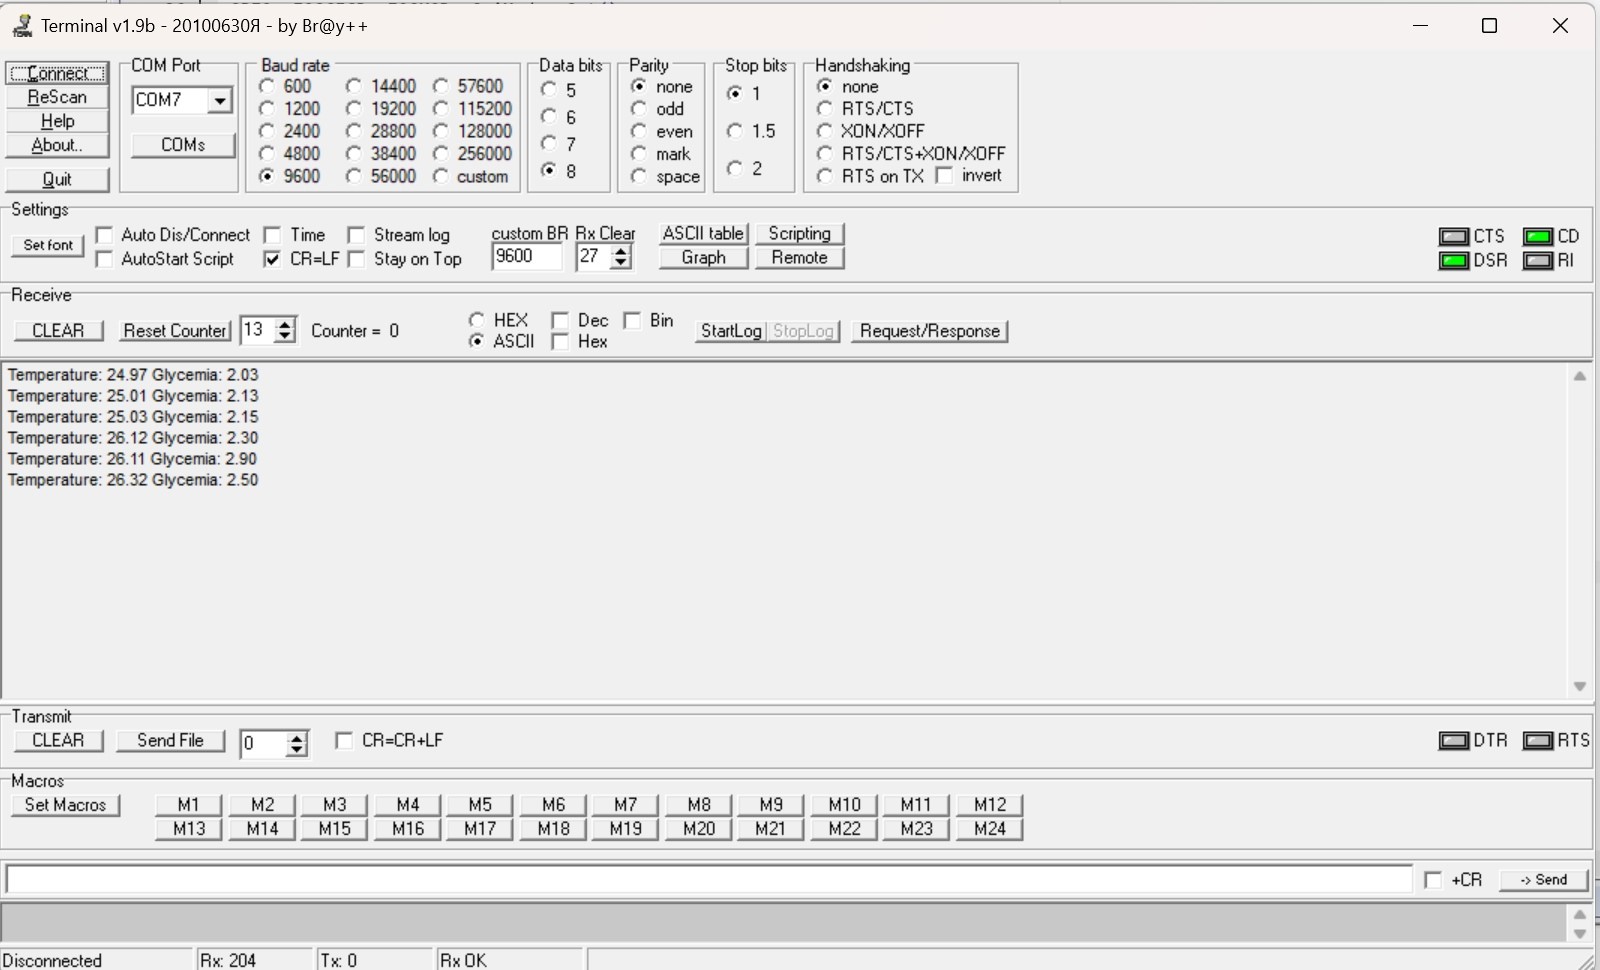 Terminal v1.9b - 20100630Я - by Br@y++
Connect
ReScan
Help
About..
Quit
COM Port
COM7
COMs
Baud rate
600 14400 57600
1200 19200 115200
2400 28800 128000
4800 38400 256000
9600 56000 custom
Data bits
5
6
7
8
Parity
none
odd
even
mark
space
Stop bits
1
1.5
2
Handshaking
none
RTS/CTS
XON/XOFF
RTS/CTS+XON/XOFF
RTS on TX invert
Settings
Set font
Auto Dis/Connect Time Stream log
AutoStart Script CR=LF Stay on Top
custom BR Rx Clear
9600 27
ASCII table Scripting
Graph Remote
CTS CD
DSR RI
Receive
CLEAR Reset Counter 13 Counter = 0
HEX Dec Bin
ASCII Hex
StartLog StopLog Request/Response
Temperature: 24.97 Glycemia: 2.03
Temperature: 25.01 Glycemia: 2.13
Temperature: 25.03 Glycemia: 2.15
Temperature: 26.12 Glycemia: 2.30
Temperature: 26.11 Glycemia: 2.90
Temperature: 26.32 Glycemia: 2.50
Transmit
CLEAR Send File 0 CR=CR+LF DTR RTS
Macros
Set Macros M1 M2 M3 M4 M5 M6 M7 M8 M9 M10 M11 M12
M13 M14 M15 M16 M17 M18 M19 M20 M21 M22 M23 M24
+CR -> Send
Disconnected Rx: 204 Tx: 0 Rx OK